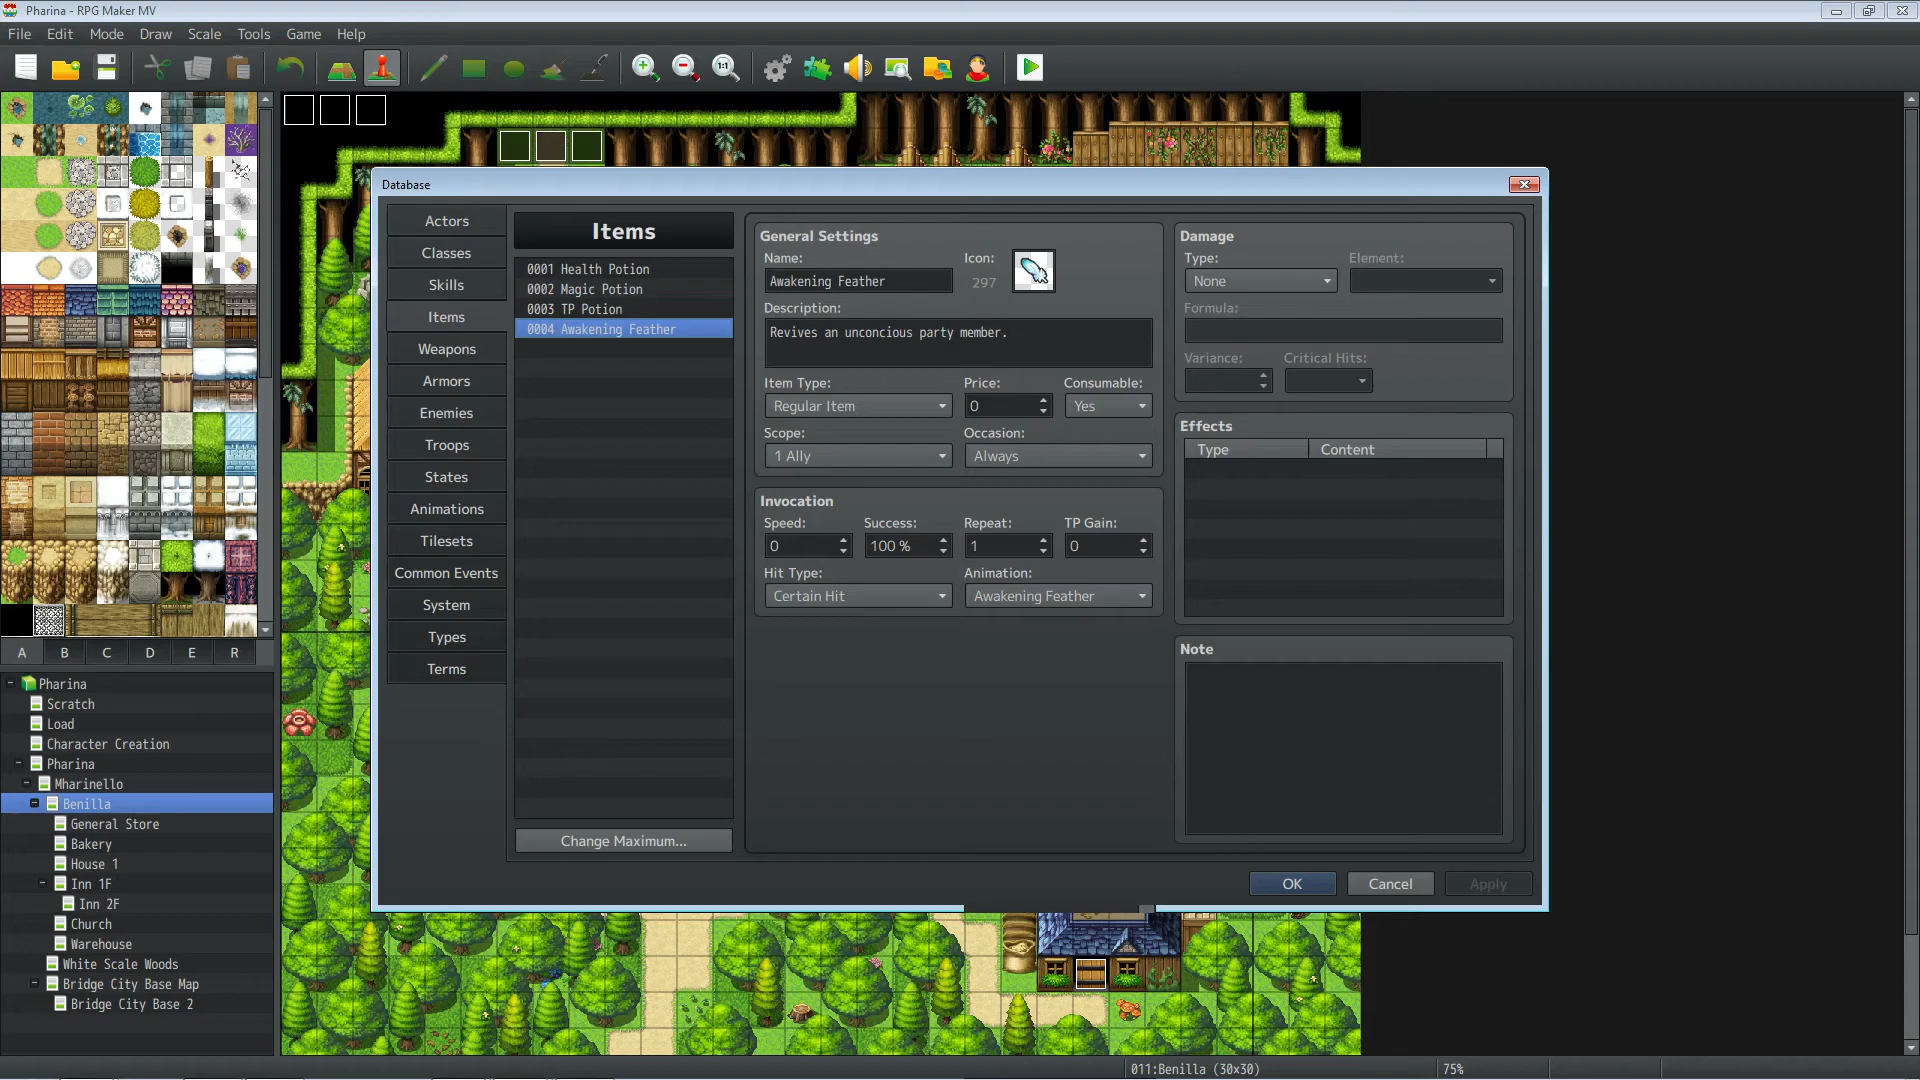 Pharina - RPG Maker MV
File Edit Mode Draw Scale Tools Game Help
1:1
Database
Actors
Classes
Skills
Items
Weapons
Armors
Enemies
Troops
States
Animations
Tilesets
Common Events
System
Types
Terms
Items
0001 Health Potion
0002 Magic Potion
0003 TP Potion
0004 Awakening Feather
Change Maximum...
General Settings
Name: Icon:
Awakening Feather 297
Description:
Revives an unconcious party member.
Item Type: Price: Consumable:
Regular Item 0 Yes
Scope: Occasion:
1 Ally Always
Invocation
Speed: Success: Repeat: TP Gain:
0 100 % 1 0
Hit Type: Animation:
Certain Hit Awakening Feather
Damage
Type: Element:
None
Formula:
Variance: Critical Hits:
Effects
Type Content
Note
OK Cancel Apply
A B C D E R
Pharina
Scratch
Load
Character Creation
Pharina
Mharinello
Benilla
General Store
Bakery
House 1
Inn 1F
Inn 2F
Church
Warehouse
White Scale Woods
Bridge City Base Map
Bridge City Base 2
011:Benilla (30x30) 75%